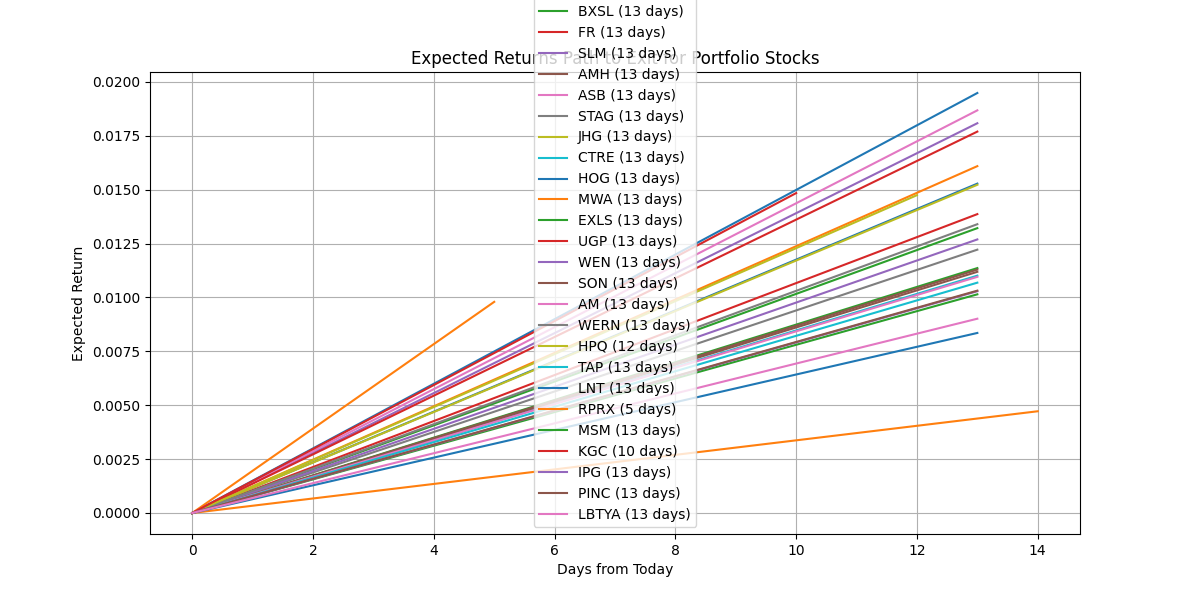 BXSL (13 days)
FR (13 days)
SLM (13 days)
Expected Returns Path to Exit for Portfolio Stocks
AMH (13 days)
ASB (13 days)
STAG (13 days)
JHG (13 days)
CTRE (13 days)
HOG (13 days)
MWA (13 days)
EXLS (13 days)
UGP (13 days)
WEN (13 days)
SON (13 days)
AM (13 days)
WERN (13 days)
HPQ (12 days)
TAP (13 days)
LNT (13 days)
RPRX (5 days)
MSM (13 days)
KGC (10 days)
IPG (13 days)
PINC (13 days)
LBTYA (13 days)
0.0200
0.0175
0.0150
0.0125
0.0100
0.0075
0.0050
0.0025
0.0000
Expected Return
0 2 4 6 8 10 12 14
Days from Today